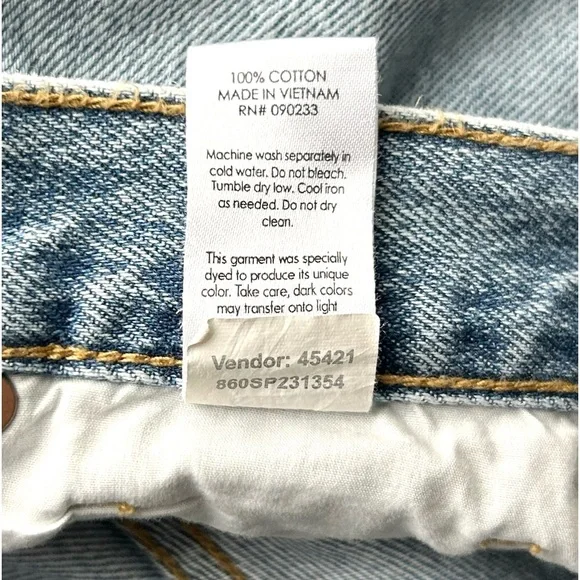 100% COTTON
MADE IN VIETNAM
RN# 090233
Machine wash separately in
cold water. Do not bleach.
Tumble dry low. Cool iron
as needed. Do not dry
clean.
This garment was specially
dyed to produce its unique
color. Take care, dark colors
may transfer onto light
Vendor: 45421
860SP231354